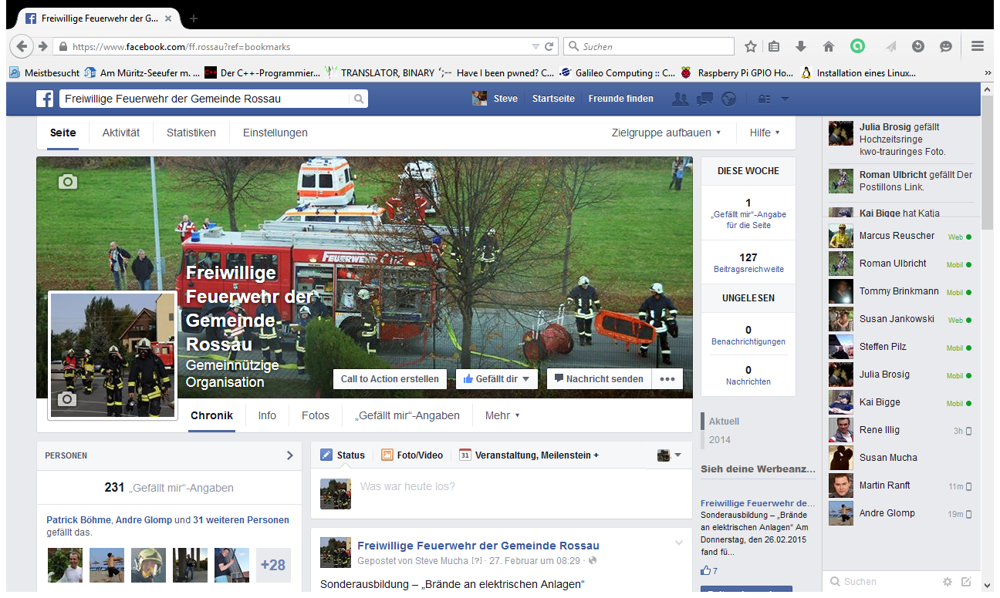 Freiwillige Feuerwehr der G...
https://www.facebook.com/ff.rossau?ref=bookmarks
Suchen
Meistbesucht
Am Müritz-Seeufer m. ...
Der C++-Programmier...
TRANSLATOR, BINARY
Have I been pwned? C...
Galileo Computing :: C...
Raspberry Pi GPIO Ho...
Installation eines Linux...
Freiwillige Feuerwehr der Gemeinde Rossau
Steve
Startseite
Freunde finden
Seite
Aktivität
Statistiken
Einstellungen
Zielgruppe aufbauen
Hilfe
FEUERWEHR
Freiwillige
Feuerwehr der
Gemeinde
Rossau
Gemeinnützige
Organisation
Call to Action erstellen
Gefällt dir
Nachricht senden
Chronik
Info
Fotos
„Gefällt mir“-Angaben
Mehr
PERSONEN
231 „Gefällt mir“-Angaben
Patrick Böhme, Andre Glomp und 31 weiteren Personen
gefällt das.
+28
Status
Foto/Video
31
Veranstaltung, Meilenstein +
Was war heute los?
Freiwillige Feuerwehr der Gemeinde Rossau
Gepostet von Steve Mucha [?] · 27. Februar um 08:29 ·
Sonderausbildung – „Brände an elektrischen Anlagen“
DIESE WOCHE
1
„Gefällt mir“-Angabe
für die Seite
127
Beitragsreichweite
UNGELESEN
0
Benachrichtigungen
0
Nachrichten
Aktuell
2014
Sieh deine Werbeanz...
Freiwillige Feuerwehr de...
Sonderausbildung – „Brände
an elektrischen Anlagen“ Am
Donnerstag, den 26.02.2015
fand fü...
7
Julia Brosig gefällt
Hochzeitsringe
kwo-trauringes Foto.
Roman Ulbricht gefällt Der
Postillons Link.
Kai Bigge hat Katja
Marcus Reuscher Web
Roman Ulbricht Mobil
Tommy Brinkmann Mobil
Susan Jankowski Web
Steffen Pilz Mobil
Julia Brosig Mobil
Kai Bigge Mobil
Rene Illig 3h
Susan Mucha
Martin Ranft 11m
Andre Glomp 19m
Suchen